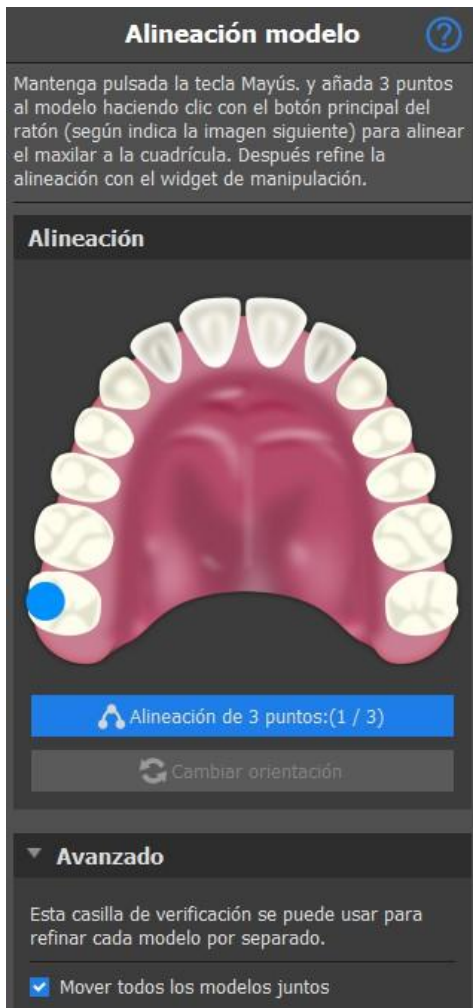 Alineación modelo
Mantenga pulsada la tecla Mayús. y añada 3 puntos
al modelo haciendo clic con el botón principal del
ratón (según indica la imagen siguiente) para alinear
el maxilar a la cuadrícula. Después refine la
alineación con el widget de manipulación.
Alineación
Alineación de 3 puntos:(1 / 3)
Cambiar orientación
Avanzado
Esta casilla de verificación se puede usar para
refinar cada modelo por separado.
Mover todos los modelos juntos